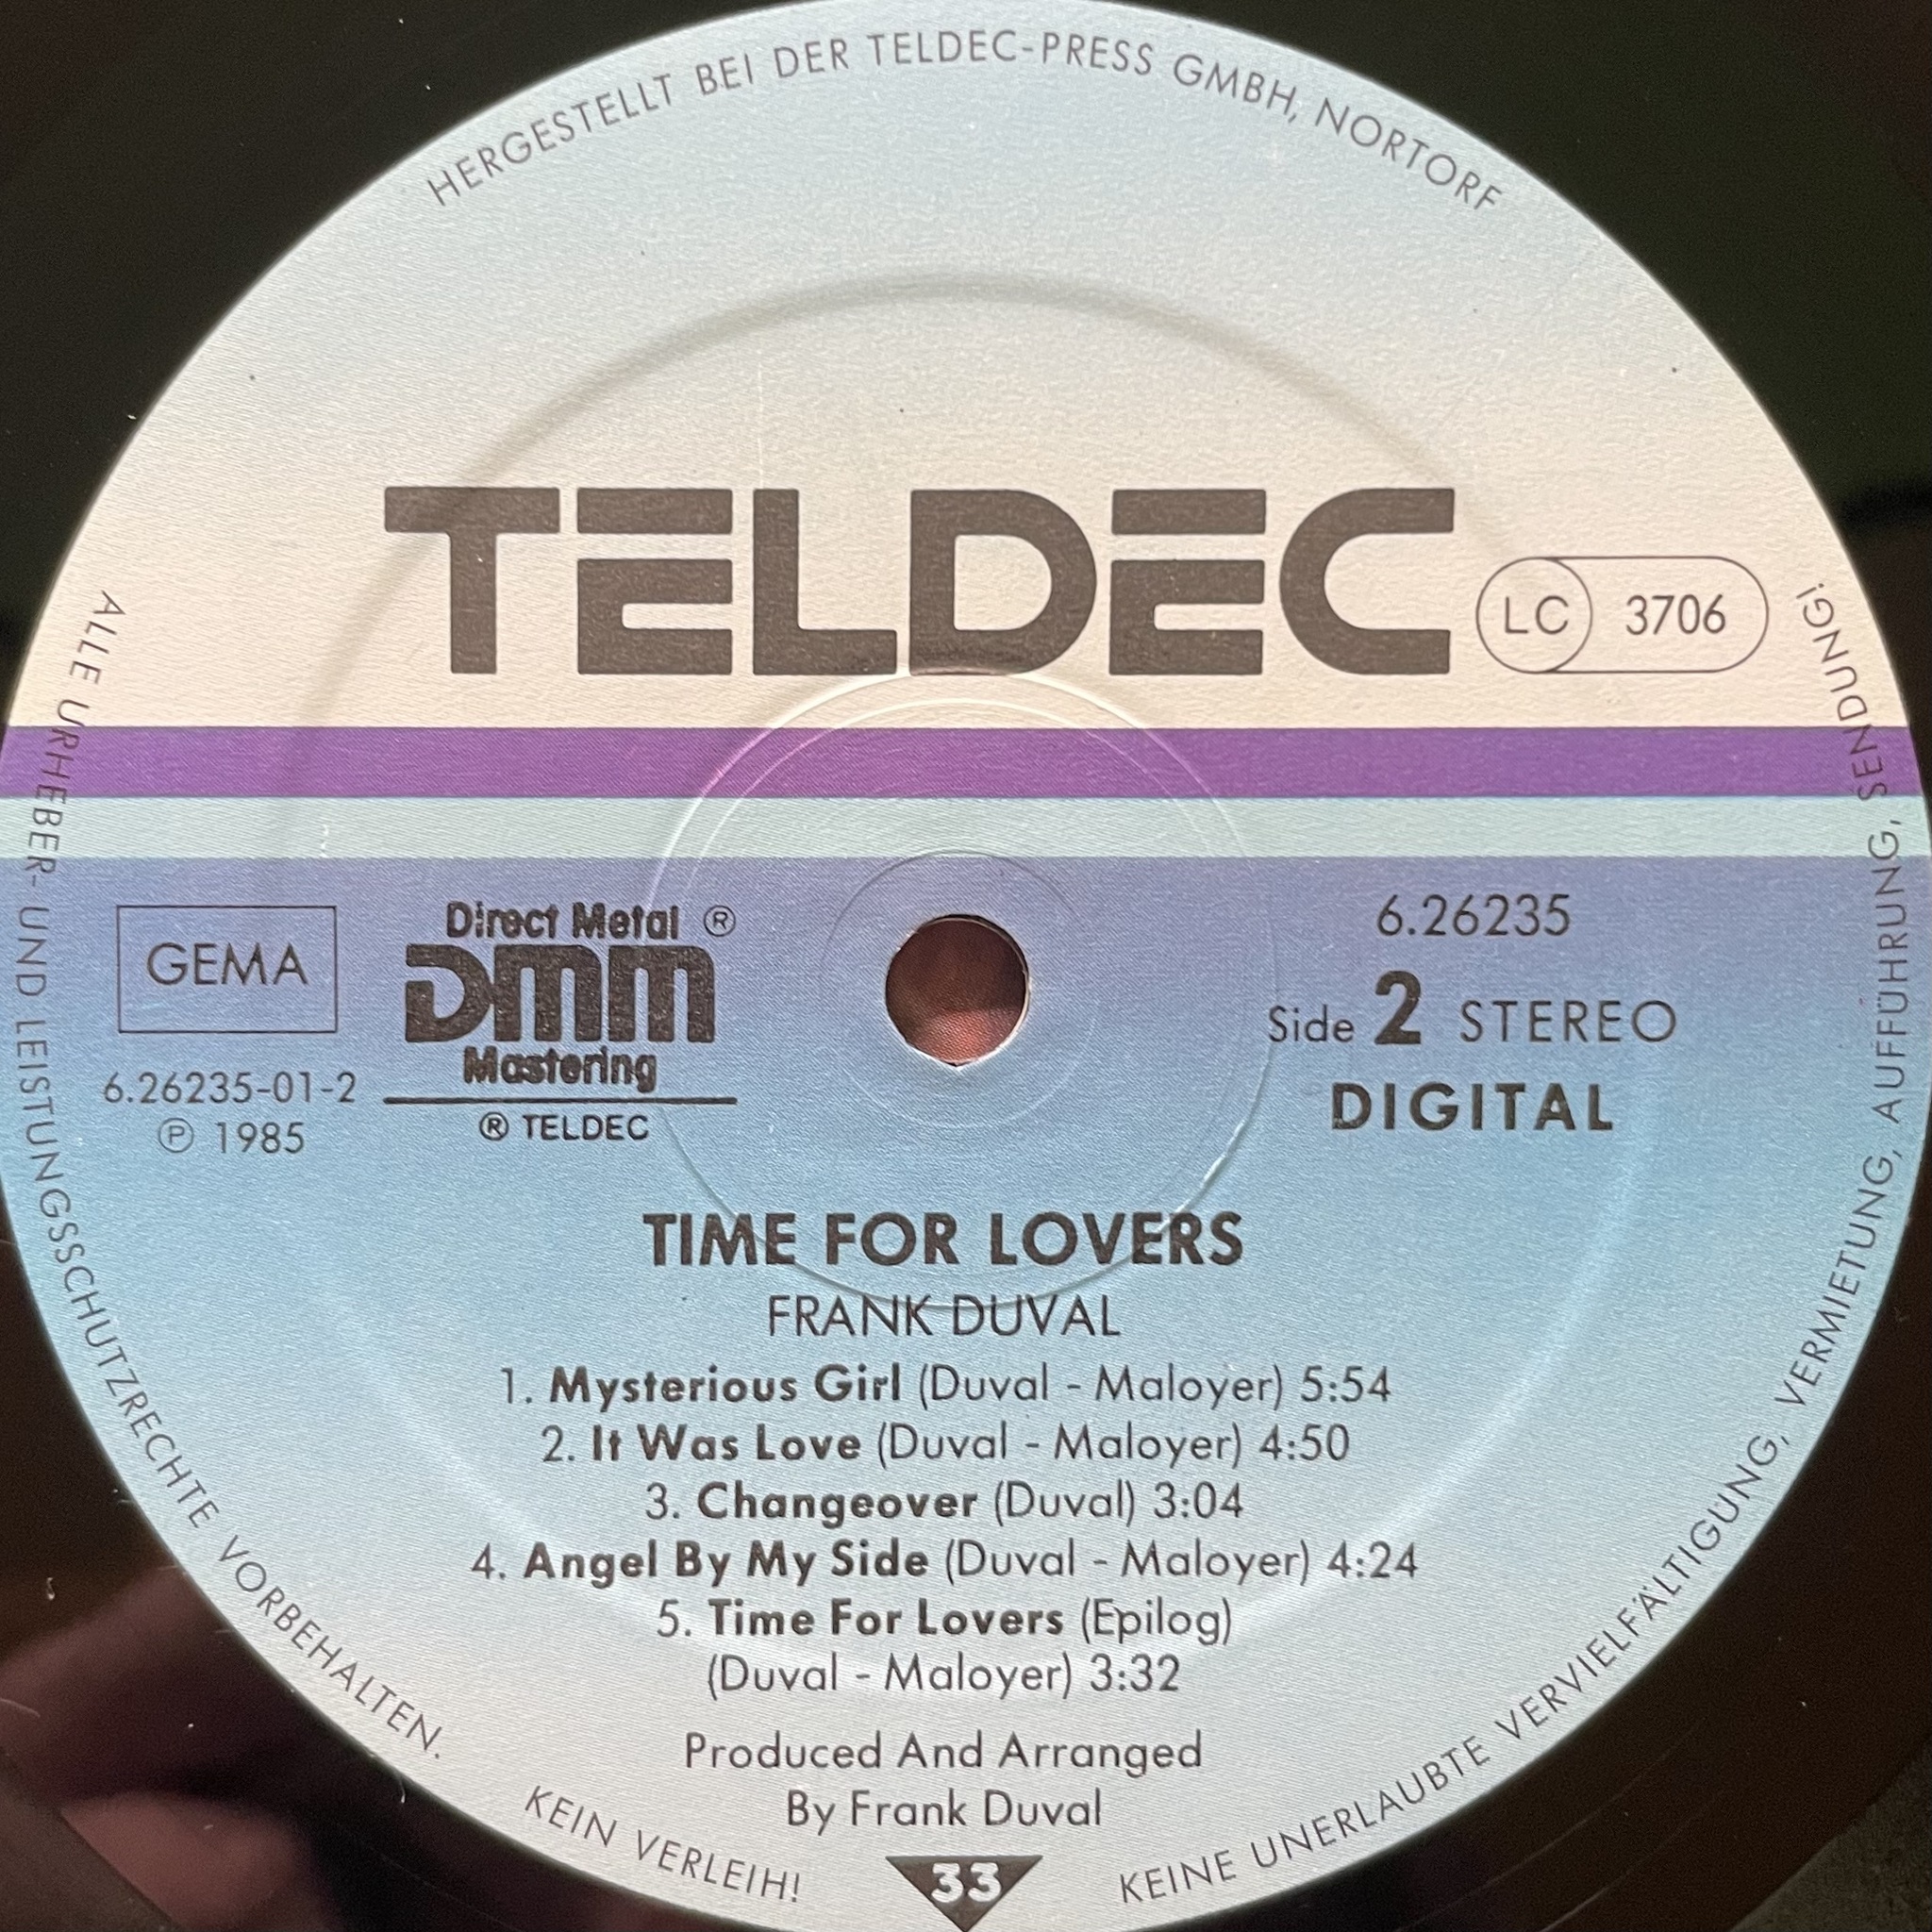 HERGESTELLT BEI DER TELDEC-PRESS GMBH, NORTORF
TELDEC
LC 3706
GEMA
6.26235-01-2
Ⓟ 1985
Direct Metal ®
DMM
Mastering
® TELDEC
6.26235
Side 2 STEREO
DIGITAL
TIME FOR LOVERS
FRANK DUVAL
1. Mysterious Girl (Duval - Maloyer) 5:54
2. It Was Love (Duval - Maloyer) 4:50
3. Changeover (Duval) 3:04
4. Angel By My Side (Duval - Maloyer) 4:24
5. Time For Lovers (Epilog)
(Duval - Maloyer) 3:32
Produced And Arranged
By Frank Duval
33
ALLE URHEBER- UND LEISTUNGSSCHUTZRECHTE VORBEHALTEN.
KEIN VERLEIH!
KEINE UNERLAUBTE VERVIELFÄLTIGUNG, VERMIETUNG, AUFFÜHRUNG, SENDUNG!